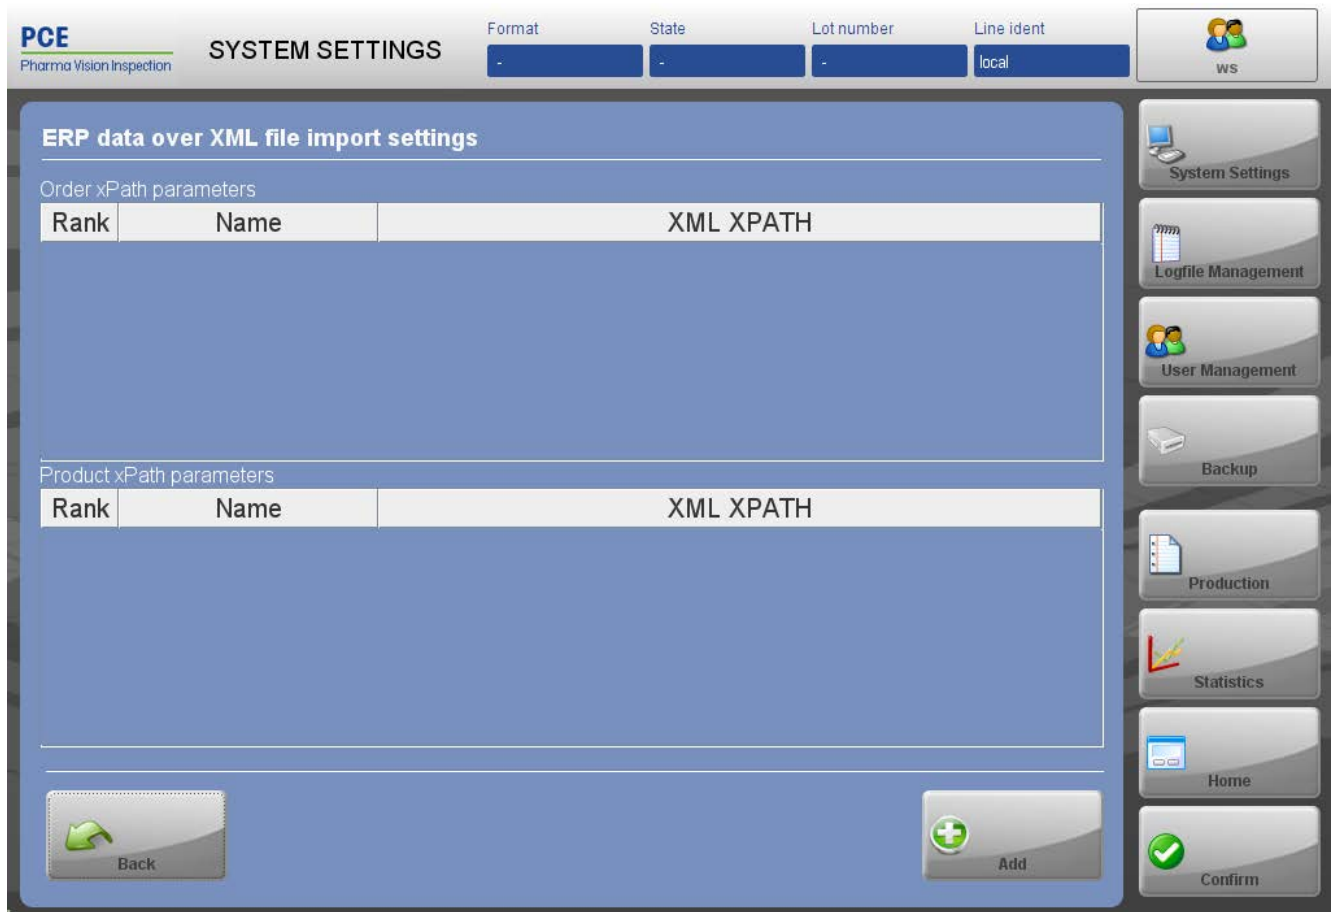 PCE
Pharma Vision Inspection
SYSTEM SETTINGS
Format
State
Lot number
Line ident
-
-
-
local
ws
ERP data over XML file import settings
Order xPath parameters
Rank Name XML XPATH
Product xPath parameters
Rank Name XML XPATH
Back
Add
System Settings
Logfile Management
User Management
Backup
Production
Statistics
Home
Confirm